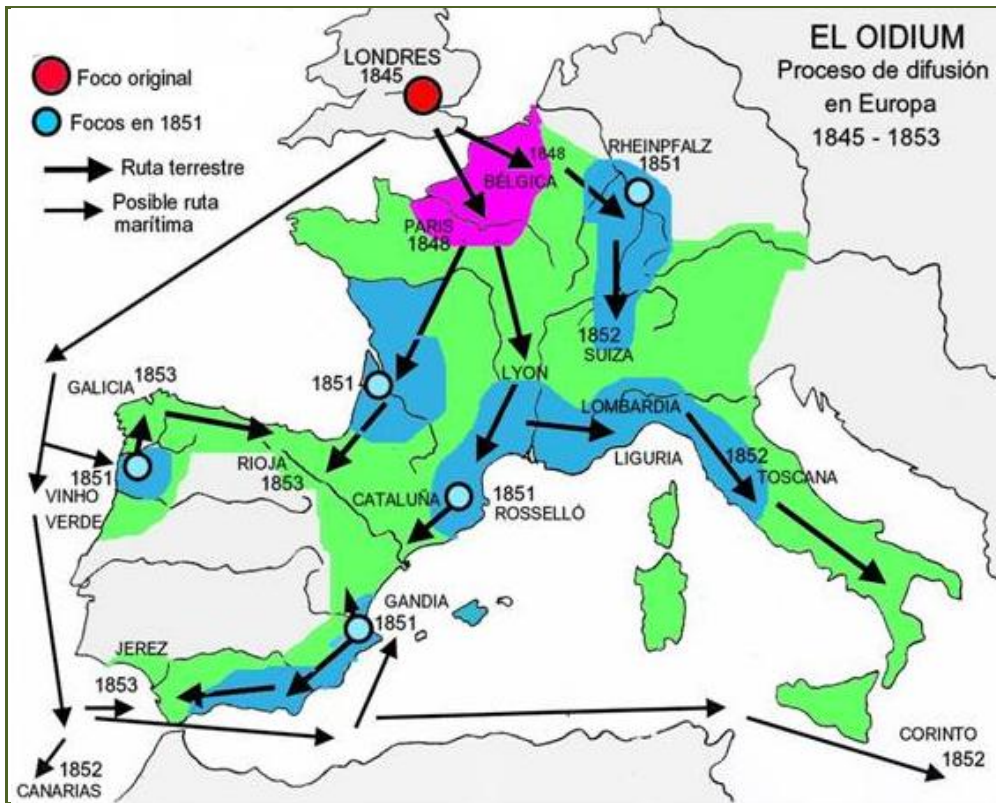 EL OIDIUM
Proceso de difusión
en Europa
1845 - 1853
Foco original
Focos en 1851
Ruta terrestre
Posible ruta
marítima
LONDRES
1845
1848
BÉLGICA
RHEINPFALZ
1851
PARIS
1848
1852
SUIZA
LYON
1851
GALICIA
1853
LOMBARDIA
LIGURIA
1851
VINHO
VERDE
RIOJA
1853
CATALUÑA
1851
ROSSELLÓ
1852
TOSCANA
GANDIA
1851
JEREZ
1853
1852
CANARIAS
CORINTO
1852